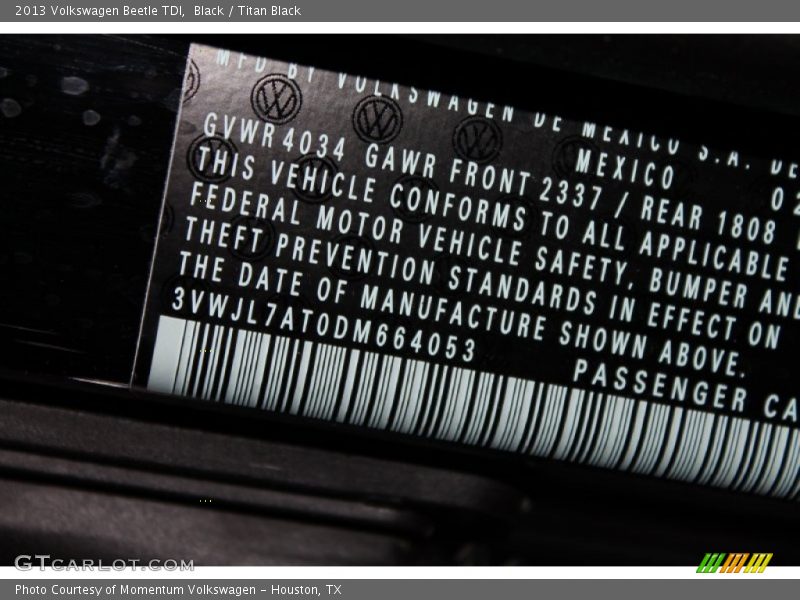 2013 Volkswagen Beetle TDI,  Black / Titan Black
MFD BY VOLKSWAGEN DE MEXICO S.A. DE
MEXICO 02
GVWR 4034 GAWR FRONT 2337 / REAR 1808
THIS VEHICLE CONFORMS TO ALL APPLICABLE
FEDERAL MOTOR VEHICLE SAFETY, BUMPER AND
THEFT PREVENTION STANDARDS IN EFFECT ON
THE DATE OF MANUFACTURE SHOWN ABOVE.
3VWJL7AT0DM664053
PASSENGER CA
GTCARLOT.COM
Photo Courtesy of Momentum Volkswagen - Houston, TX